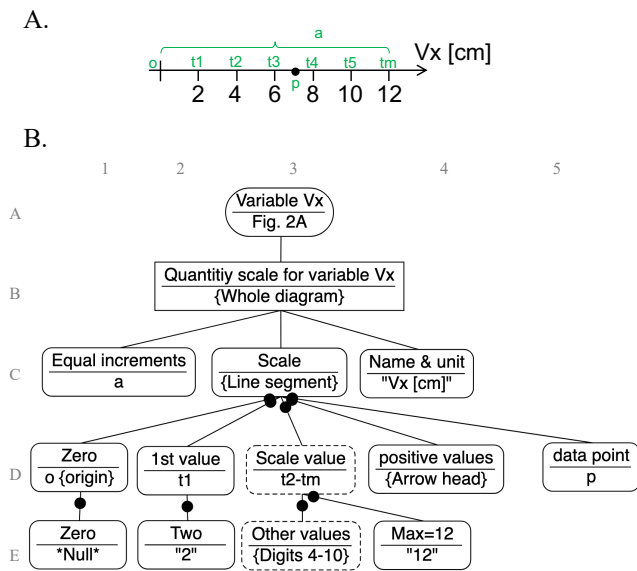 A.
a
Vx [cm]
o t1 t2 t3 t4 t5 tm
p
2 4 6 8 10 12
B.
1 2 3 4 5
A
Variable Vx
Fig. 2A
B
Quantitiy scale for variable Vx
{Whole diagram}
C
Equal increments
a
Scale
{Line segment}
Name & unit
"Vx [cm]"
D
Zero
o {origin}
1st value
t1
Scale value
t2-tm
positive values
{Arrow head}
data point
p
E
Zero
*Null*
Two
"2"
Other values
{Digits 4-10}
Max=12
"12"